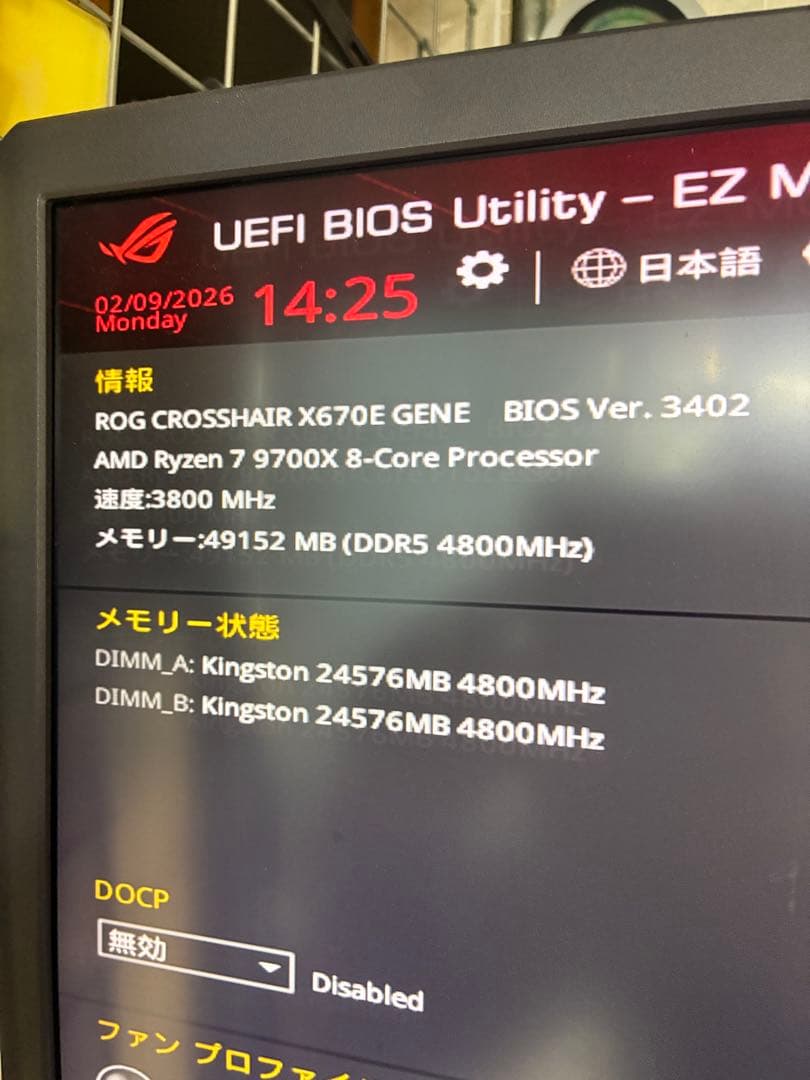 UEFI BIOS Utility – EZ M
02/09/2026
Monday
14:25
日本語
情報
ROG CROSSHAIR X670E GENE BIOS Ver. 3402
AMD Ryzen 7 9700X 8-Core Processor
速度:3800 MHz
メモリー:49152 MB (DDR5 4800MHz)
メモリー状態
DIMM_A: Kingston 24576MB 4800MHz
DIMM_B: Kingston 24576MB 4800MHz
DOCP
無効
Disabled
ファン プロファイ